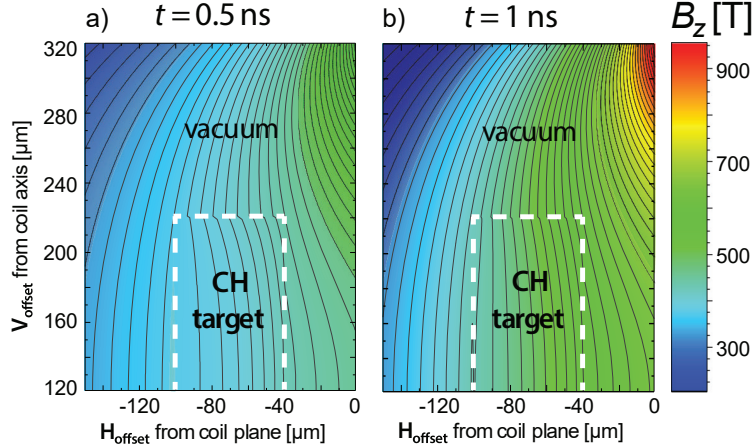 a) t = 0.5 ns
b) t = 1 ns
B_z [T]
320
280
240
200
160
120
V_offset from coil axis [µm]
vacuum
CH
target
vacuum
CH
target
900
700
500
300
-120 -80 -40 0
-120 -80 -40 0
H_offset from coil plane [µm]
H_offset from coil plane [µm]